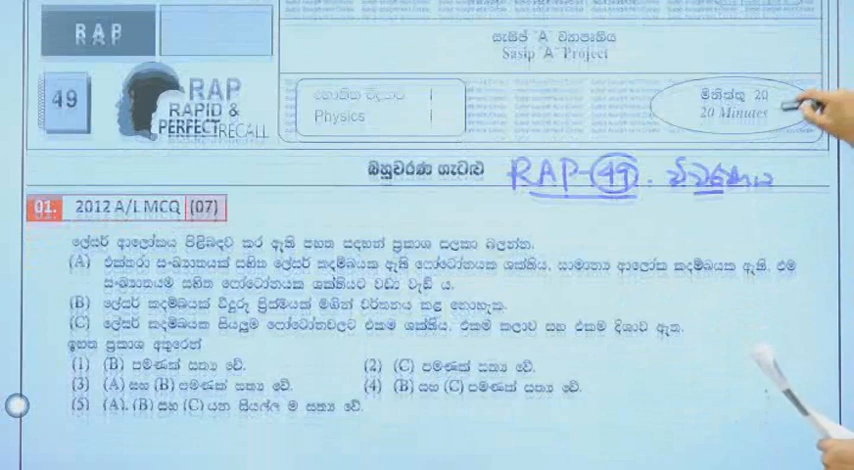 RAP
සැසිප් "A" ව්‍යාපෘතිය
Sasip "A" Project
49
RAP
RAPID &
PERFECT RECALL
භෞතික විද්‍යාව I
Physics I
මිනිත්තු 20
20 Minutes
බහුවරණ ගැටළු
RAP-49. විවරණය
01. 2012 A/L MCQ (07)
ලේසර් ආලෝකය පිළිබඳව කර ඇති පහත සඳහන් ප්‍රකාශ සලකා බලන්න.
(A) එක්තරා සංඛ්‍යාතයක් සහිත ලේසර් කදම්බයක ඇති ෆෝටෝනයක ශක්තිය, සාමාන්‍ය ආලෝක කදම්බයක ඇති, එම
සංඛ්‍යාතයම සහිත ෆෝටෝනයක ශක්තියට වඩා වැඩි ය.
(B) ලේසර් කදම්බයක් වීදුරු ප්‍රිස්මයක් මගින් වර්තනය කළ නොහැක.
(C) ලේසර් කදම්බයක සියලුම ෆෝටෝනවලට එකම ශක්තිය, එකම කලාව සහ එකම දිශාව ඇත.
ඉහත ප්‍රකාශ අතුරෙන්
(1) (B) පමණක් සත්‍ය වේ. (2) (C) පමණක් සත්‍ය වේ.
(3) (A) සහ (B) පමණක් සත්‍ය වේ. (4) (B) සහ (C) පමණක් සත්‍ය වේ.
(5) (A), (B) සහ (C) යන සියල්ල ම සත්‍ය වේ.